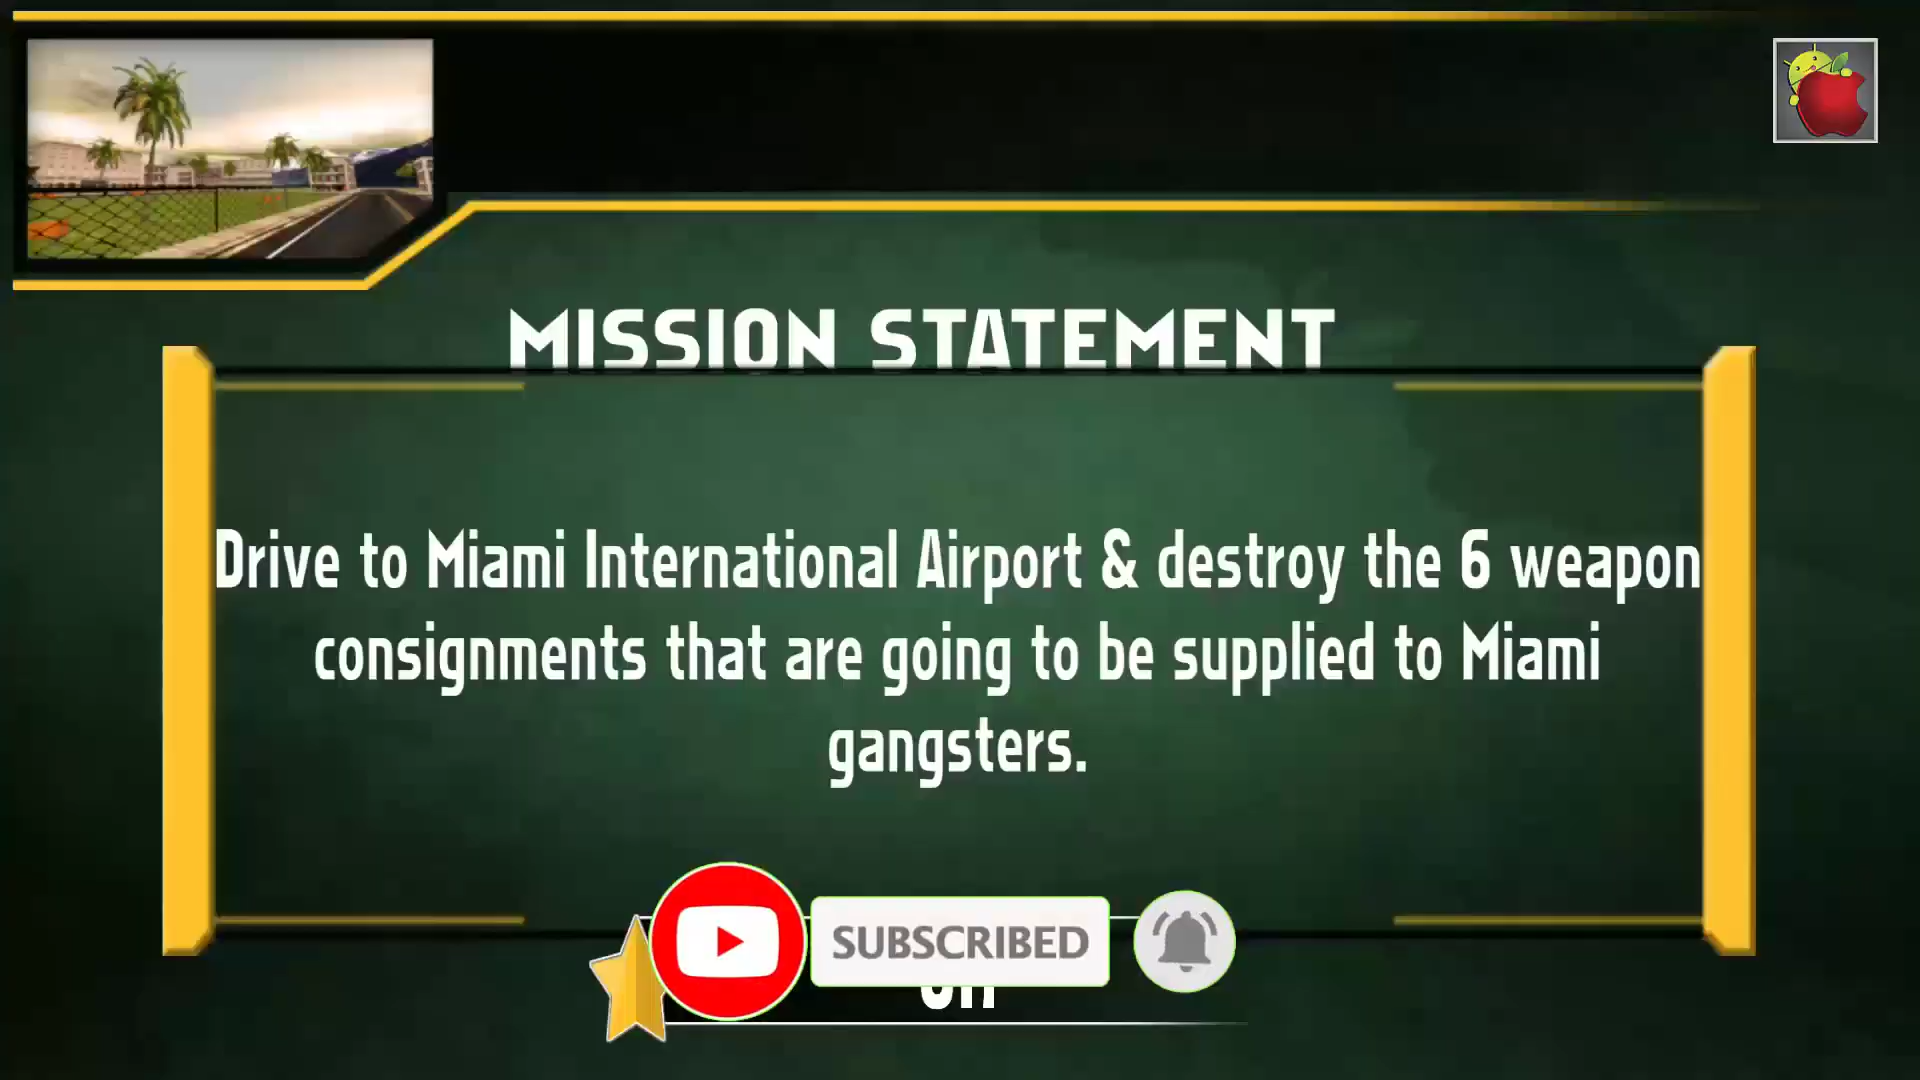 MISSION STATEMENT
Drive to Miami International Airport & destroy the 6 weapon
consignments that are going to be supplied to Miami
gangsters.
SUBSCRIBED